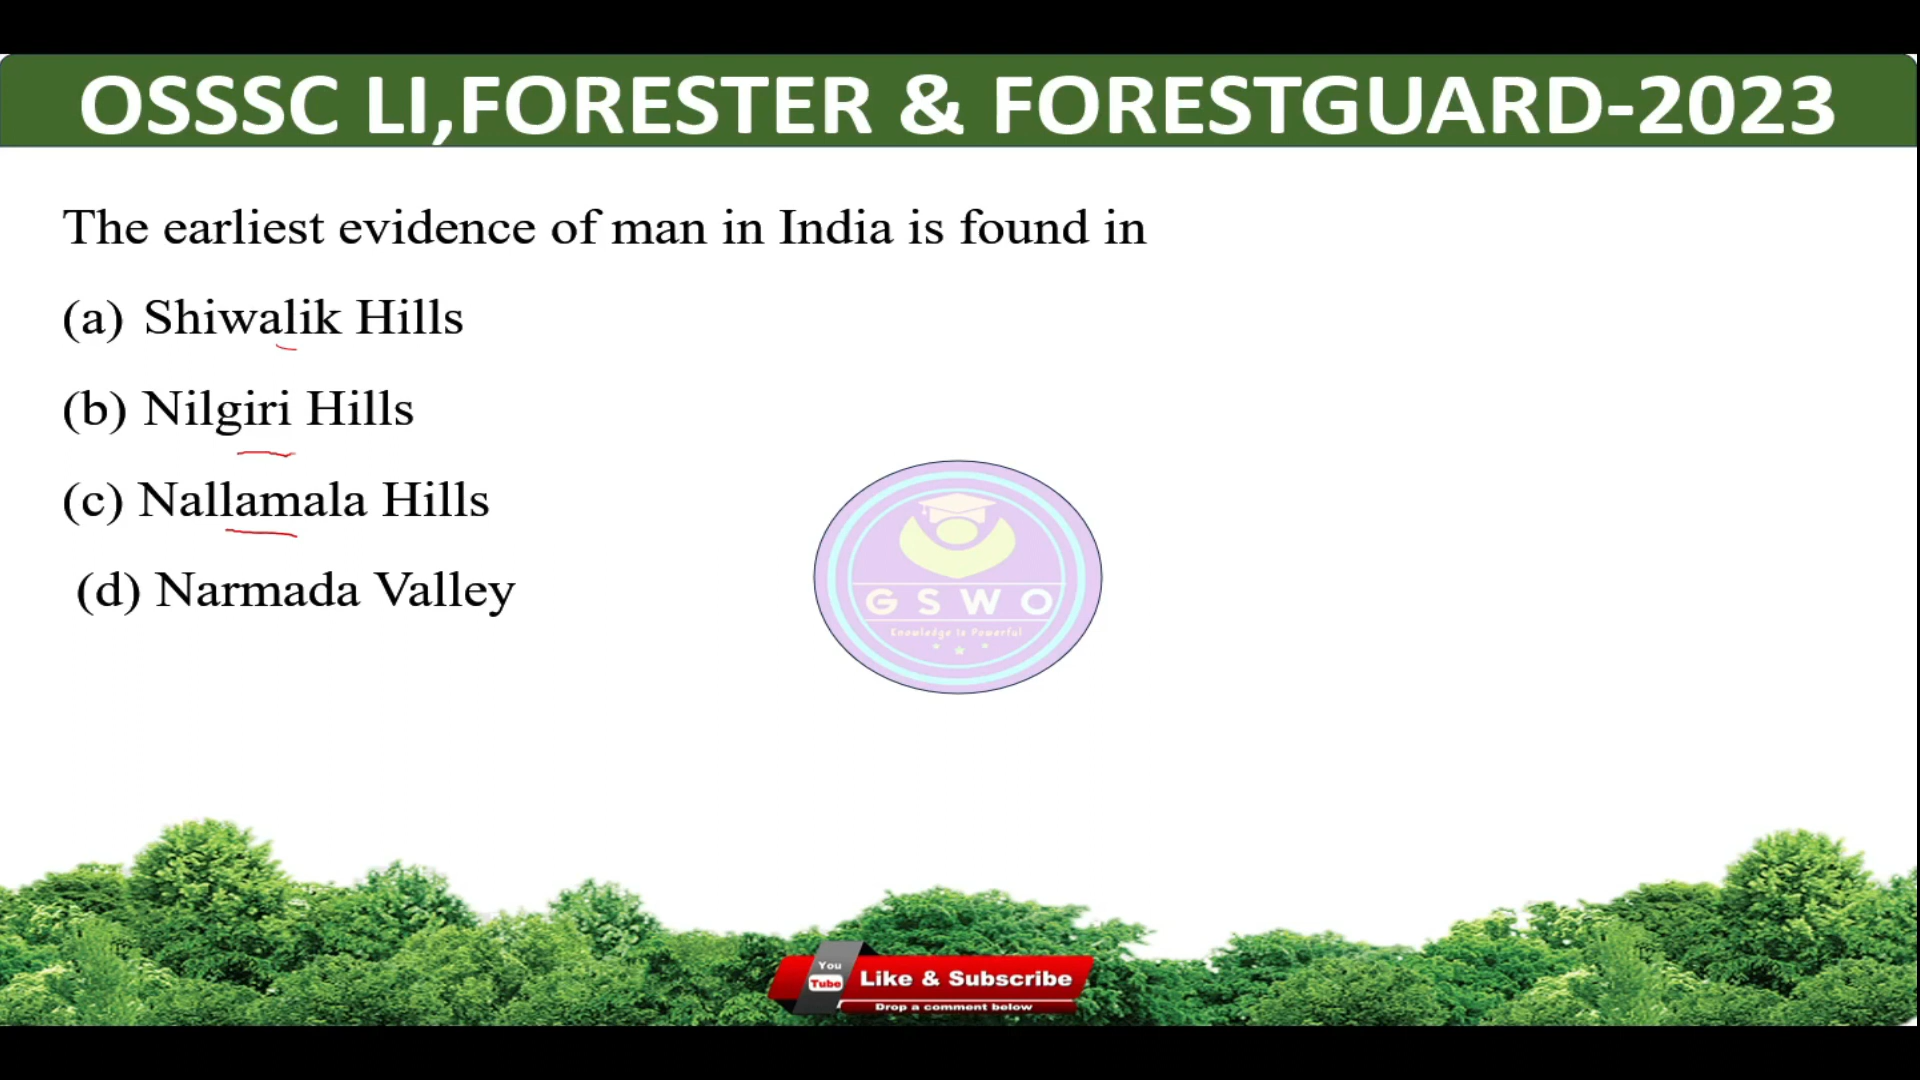 OSSSC LI,FORESTER & FORESTGUARD-2023
The earliest evidence of man in India is found in
(a) Shiwalik Hills
(b) Nilgiri Hills
(c) Nallamala Hills
(d) Narmada Valley
GSWO
Knowledge Is Powerful
You
Tube
Like & Subscribe
Drop a comment below